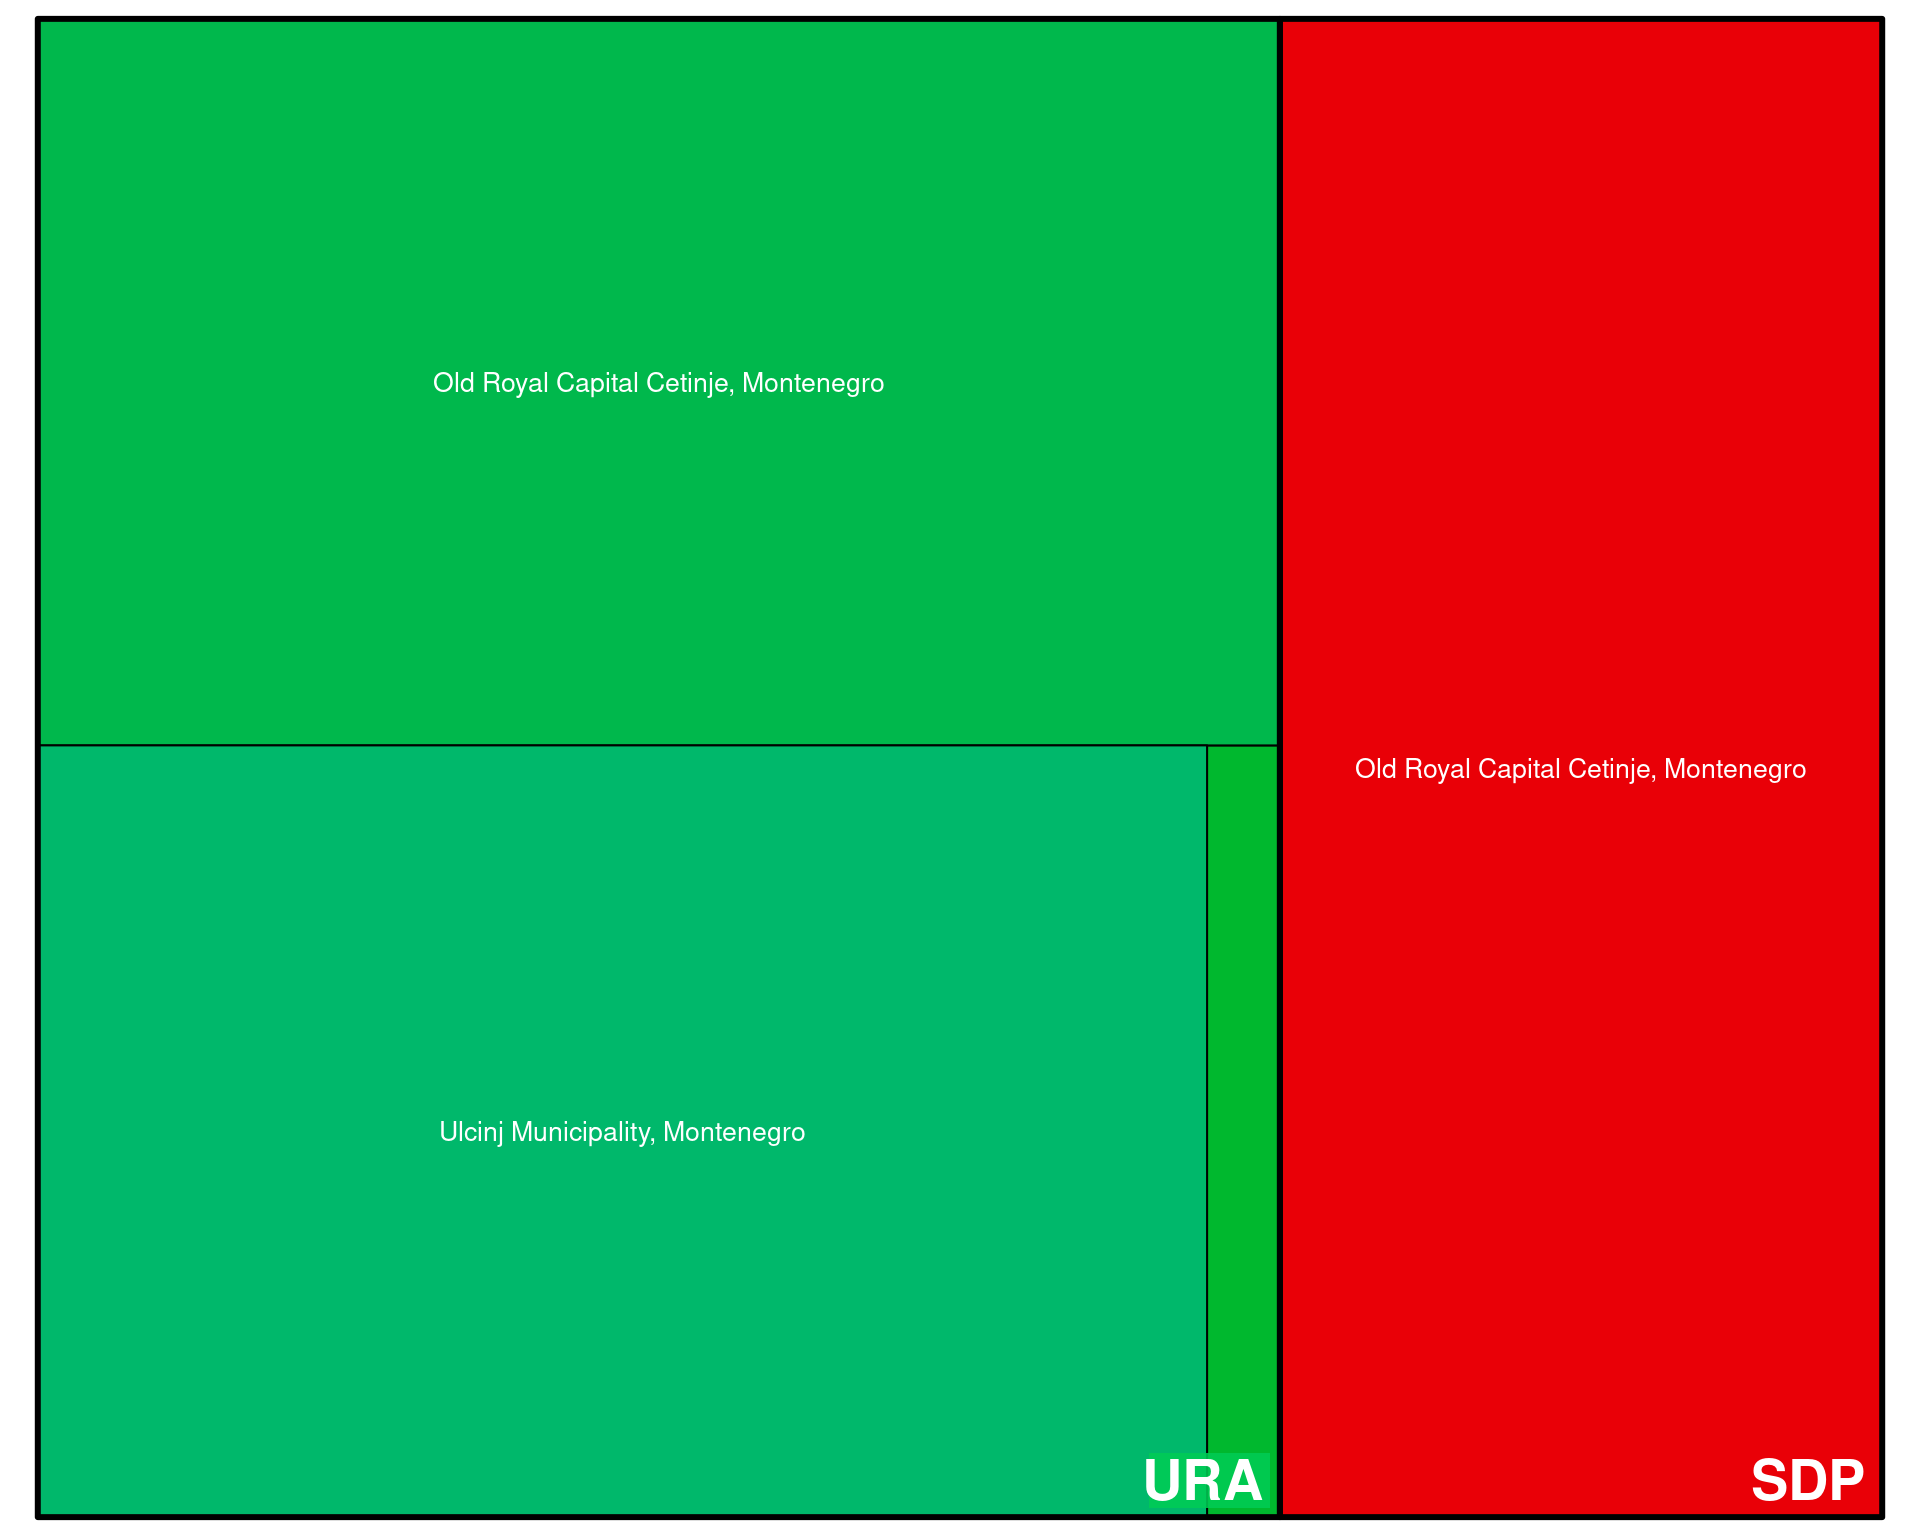 Old Royal Capital Cetinje, Montenegro
Old Royal Capital Cetinje, Montenegro
Ulcinj Municipality, Montenegro
URA
SDP